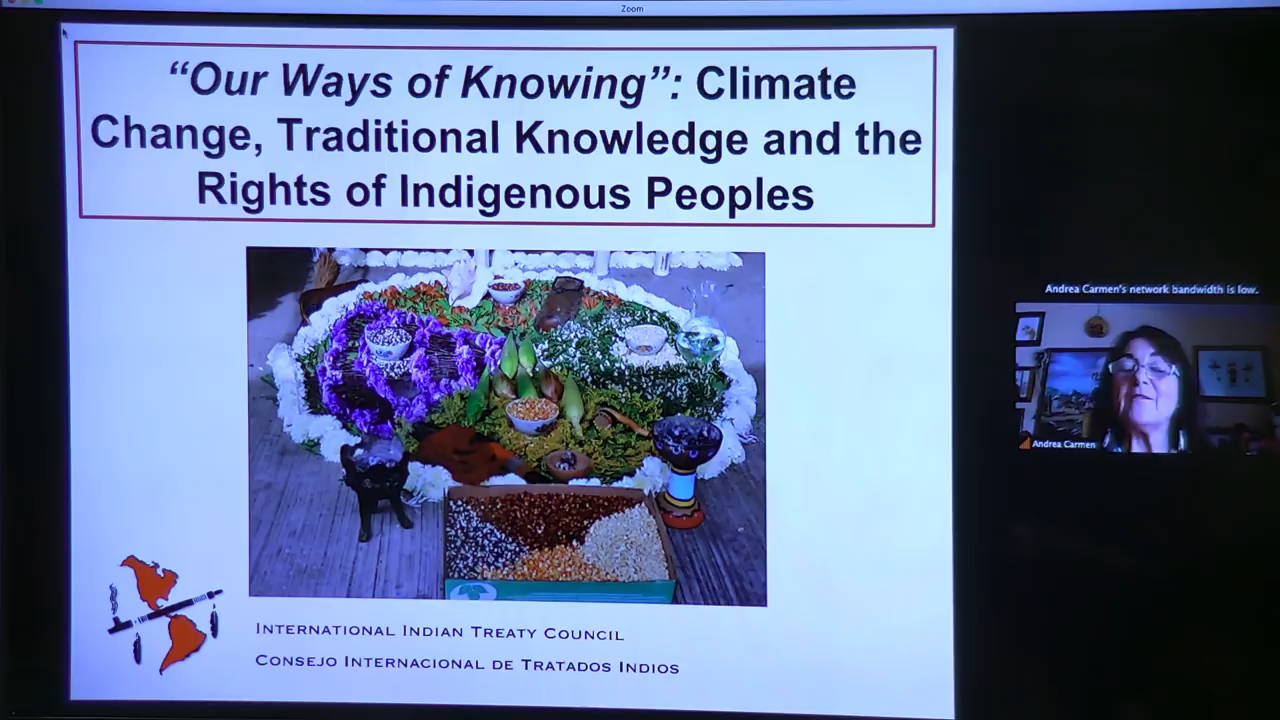 Zoom
“Our Ways of Knowing”: Climate
Change, Traditional Knowledge and the
Rights of Indigenous Peoples
Andrea Carmen's network bandwidth is low.
Andrea Carmen
International Indian Treaty Council
Consejo Internacional de Tratados Indios